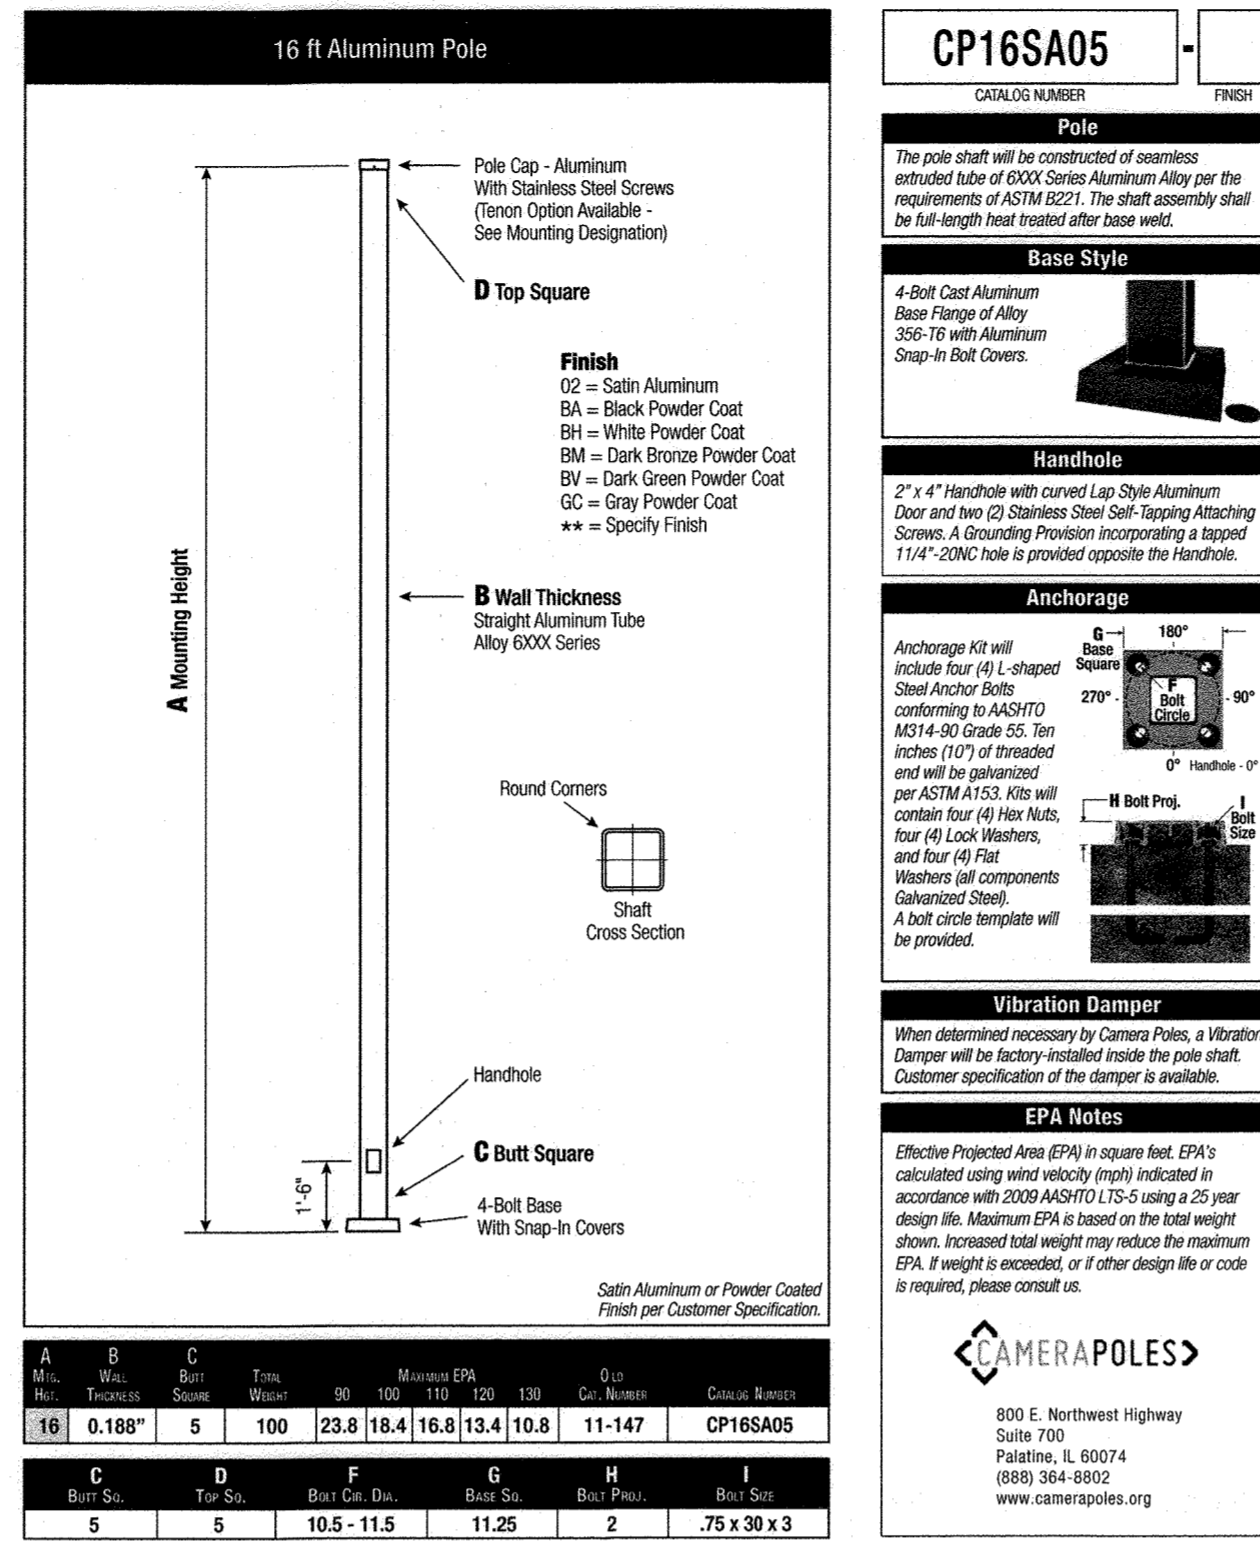 16 ft Aluminum Pole
Pole Cap - Aluminum
With Stainless Steel Screws
(Tenon Option Available -
See Mounting Designation)
D Top Square
Finish
02 = Satin Aluminum
BA = Black Powder Coat
BH = White Powder Coat
BM = Dark Bronze Powder Coat
BV = Dark Green Powder Coat
GC = Gray Powder Coat
** = Specify Finish
A Mounting Height
B Wall Thickness
Straight Aluminum Tube
Alloy 6XXX Series
Round Corners
Shaft
Cross Section
Handhole
C Butt Square
1'-6"
4-Bolt Base
With Snap-In Covers
Satin Aluminum or Powder Coated
Finish per Customer Specification.
A B C
Mtg. Wall Butt Total Maximum EPA Old
Hgt. Thickness Square Weight 90 100 110 120 130 Cat. Number Catalog Number
16 0.188" 5 100 23.8 18.4 16.8 13.4 10.8 11-147 CP16SA05
C D F G H I
Butt Sq. Top Sq. Bolt Cir. Dia. Base Sq. Bolt Proj. Bolt Size
5 5 10.5 - 11.5 11.25 2 .75 x 30 x 3
CP16SA05 -
CATALOG NUMBER FINISH
Pole
The pole shaft will be constructed of seamless
extruded tube of 6XXX Series Aluminum Alloy per the
requirements of ASTM B221. The shaft assembly shall
be full-length heat treated after base weld.
Base Style
4-Bolt Cast Aluminum
Base Flange of Alloy
356-T6 with Aluminum
Snap-In Bolt Covers.
Handhole
2" x 4" Handhole with curved Lap Style Aluminum
Door and two (2) Stainless Steel Self-Tapping Attaching
Screws. A Grounding Provision incorporating a tapped
11/4"-20NC hole is provided opposite the Handhole.
Anchorage
Anchorage Kit will
include four (4) L-shaped
Steel Anchor Bolts
conforming to AASHTO
M314-90 Grade 55. Ten
inches (10") of threaded
end will be galvanized
per ASTM A153. Kits will
contain four (4) Hex Nuts,
four (4) Lock Washers,
and four (4) Flat
Washers (all components
Galvanized Steel).
A bolt circle template will
be provided.
G
Base
Square
180°
270°
F
Bolt
Circle
90°
0° Handhole - 0°
H Bolt Proj.
I
Bolt
Size
Vibration Damper
When determined necessary by Camera Poles, a Vibration
Damper will be factory-installed inside the pole shaft.
Customer specification of the damper is available.
EPA Notes
Effective Projected Area (EPA) in square feet. EPA's
calculated using wind velocity (mph) indicated in
accordance with 2009 AASHTO LTS-5 using a 25 year
design life. Maximum EPA is based on the total weight
shown. Increased total weight may reduce the maximum
EPA. If weight is exceeded, or if other design life or code
is required, please consult us.
CAMERAPOLES
800 E. Northwest Highway
Suite 700
Palatine, IL 60074
(888) 364-8802
www.camerapoles.org